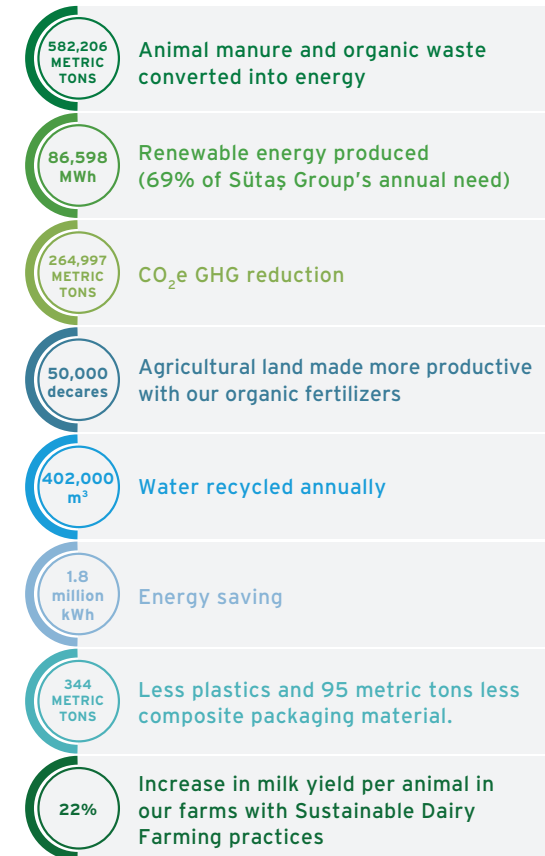 582,206
METRIC
TONS
Animal manure and organic waste
converted into energy
86,598
MWh
Renewable energy produced
(69% of Sütaş Group's annual need)
264,997
METRIC
TONS
CO₂e GHG reduction
50,000
decares
Agricultural land made more productive
with our organic fertilizers
402,000
m³
Water recycled annually
1.8
million
kWh
Energy saving
344
METRIC
TONS
Less plastics and 95 metric tons less
composite packaging material.
22%
Increase in milk yield per animal in
our farms with Sustainable Dairy
Farming practices